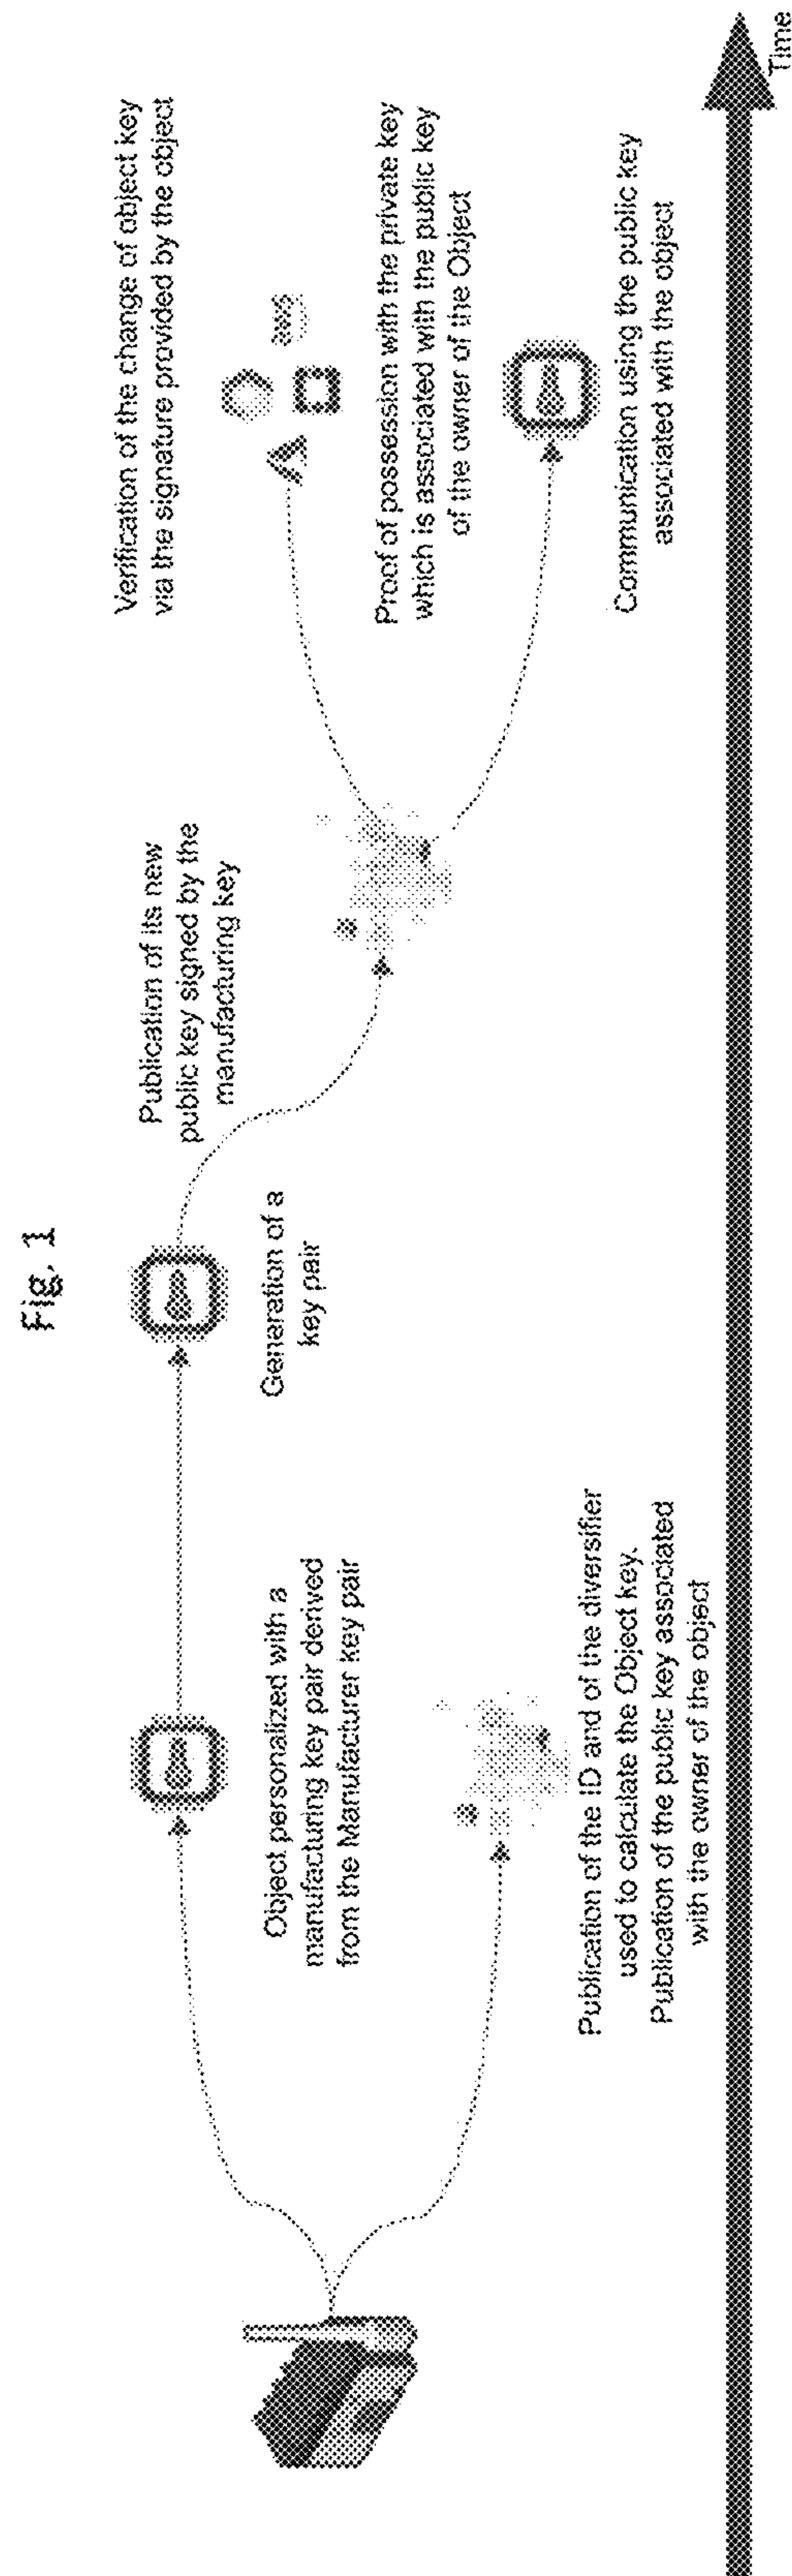 Fig. 1
Object personalized with a
manufacturing key pair derived
from the Manufacturer key pair
Publication of the ID and of the diversifier
used to calculate the Object key.
Publication of the public key associated
with the owner of the object
Generation of a
key pair
Publication of its new
public key signed by the
manufacturing key
Verification of the change of object key
via the signature provided by the object
Proof of possession with the private key
which is associated with the public key
of the owner of the Object
Communication using the public key
associated with the object
Time